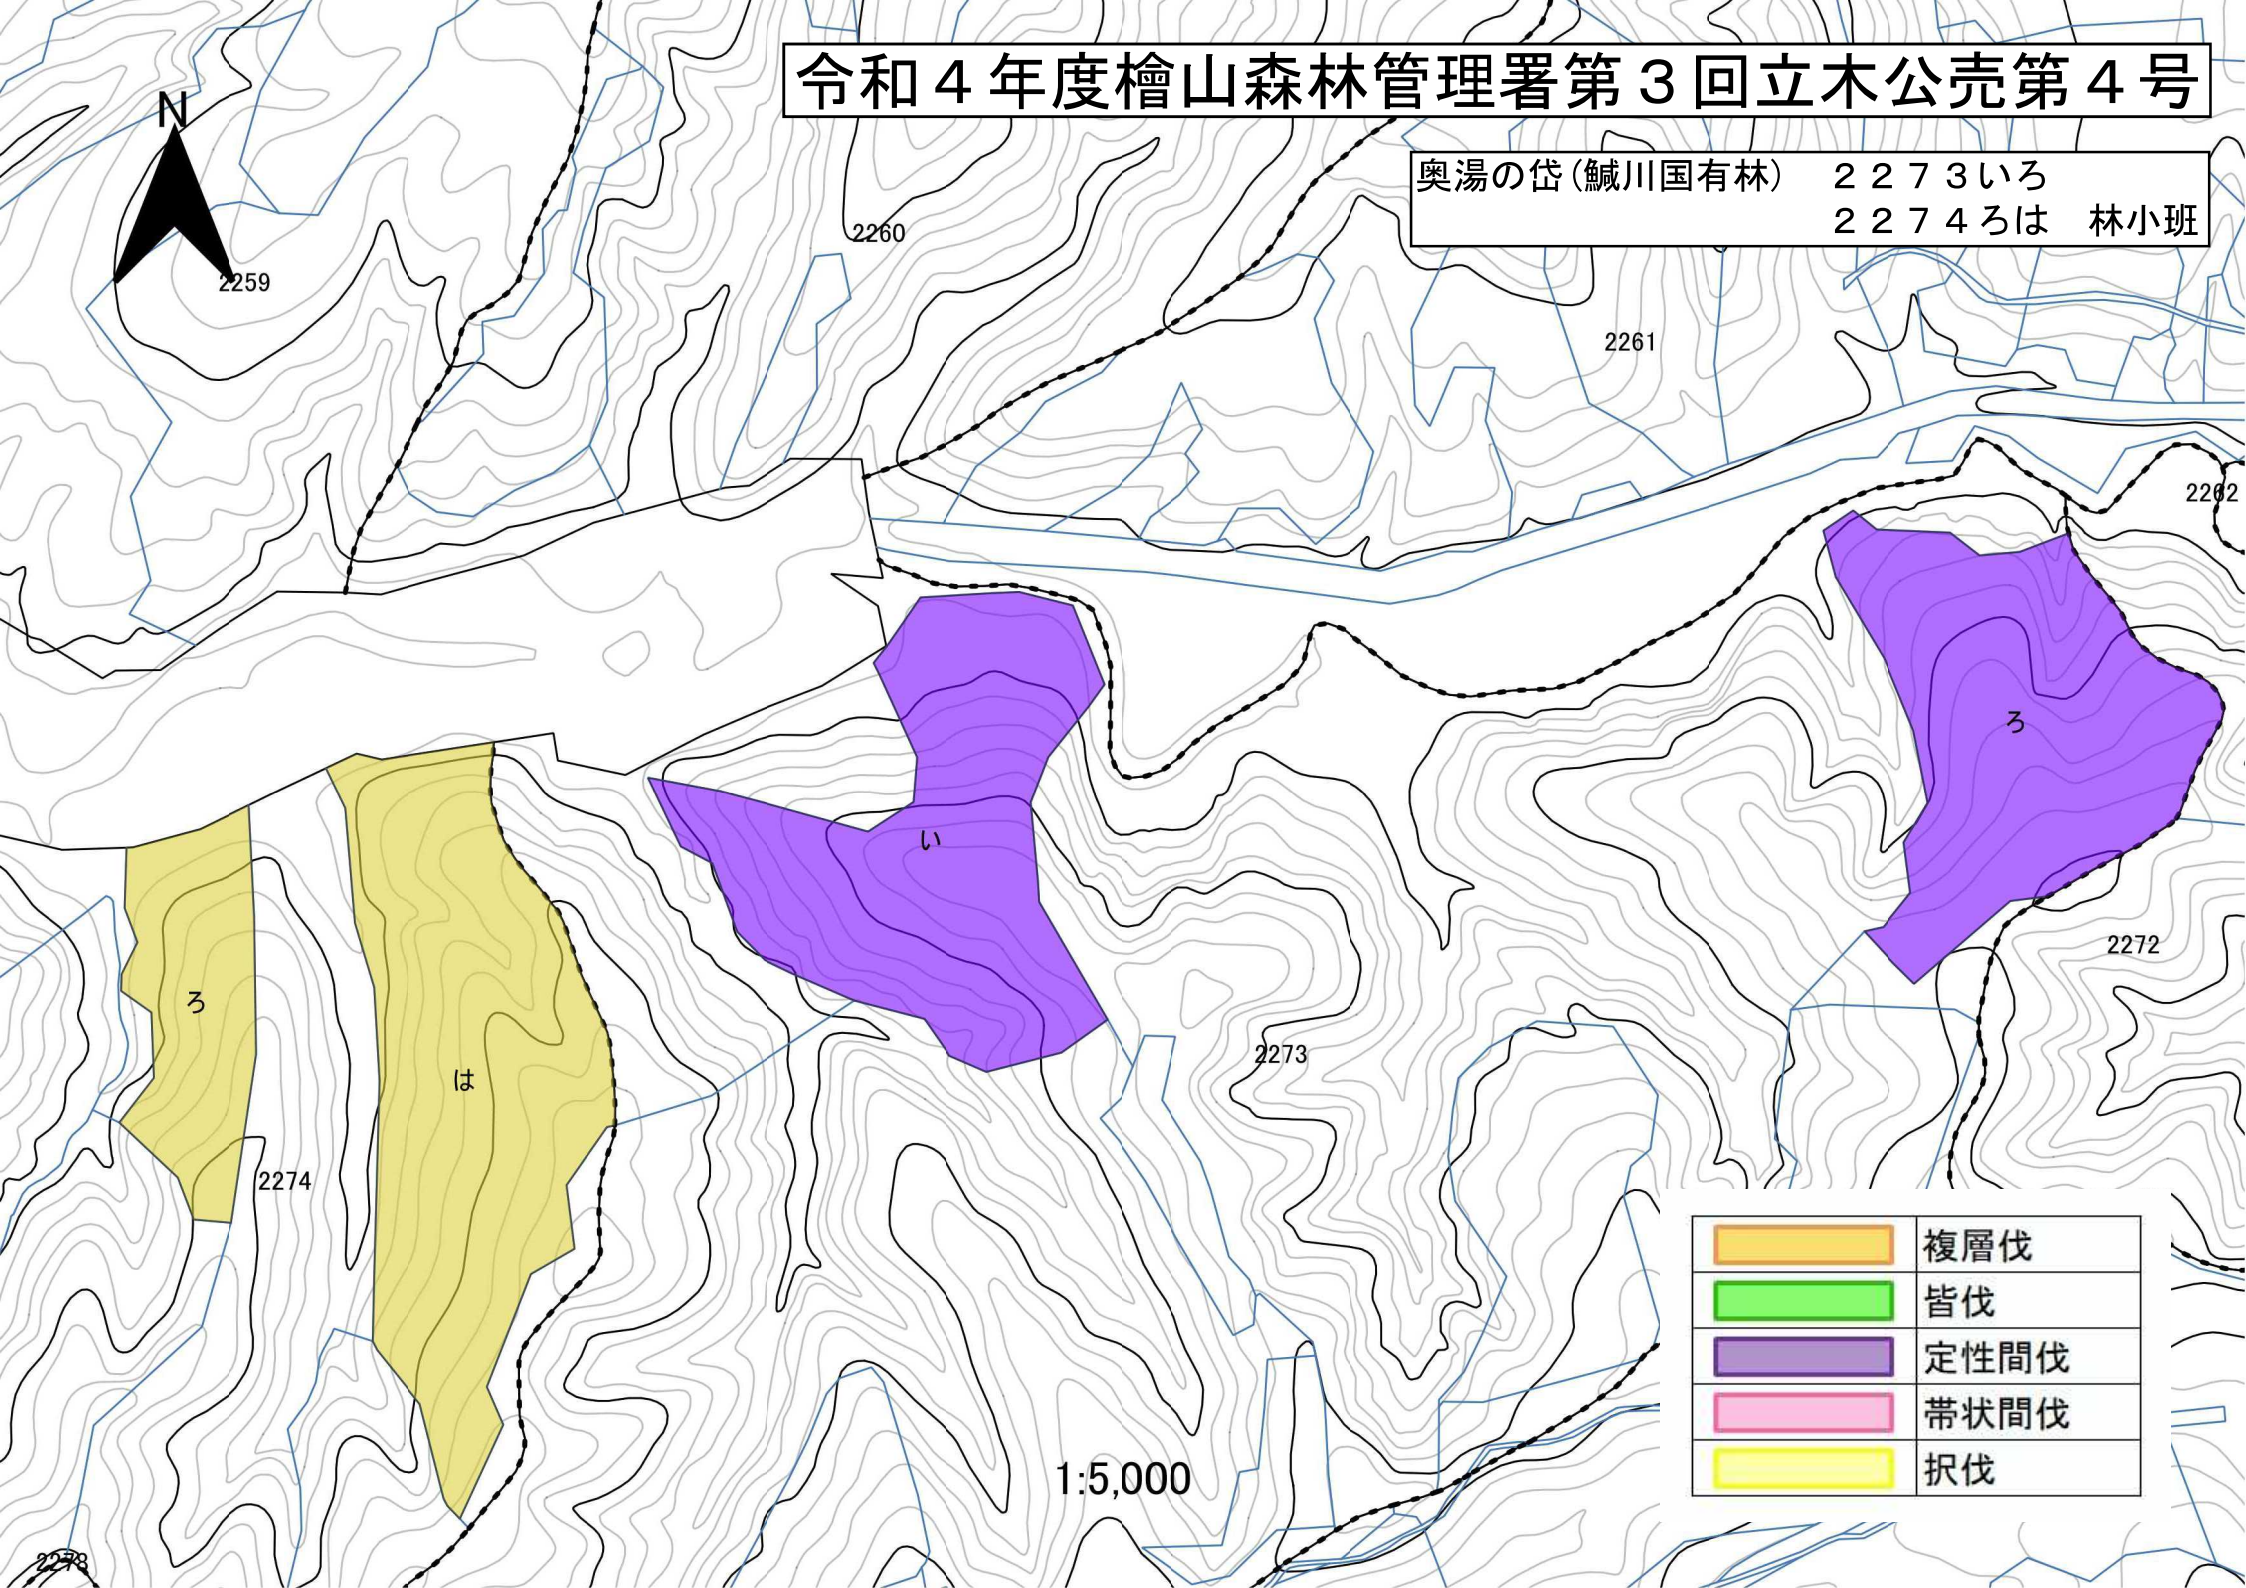 令和４年度檜山森林管理署第３回立木公売第４号
N
奥湯の岱(鰔川国有林)　２２７３いろ
２２７４ろは　林小班
2260
2259
2261
2262
ろ
い
2272
ろ
2273
は
2274
1:5,000
複層伐
皆伐
定性間伐
帯状間伐
択伐
2278